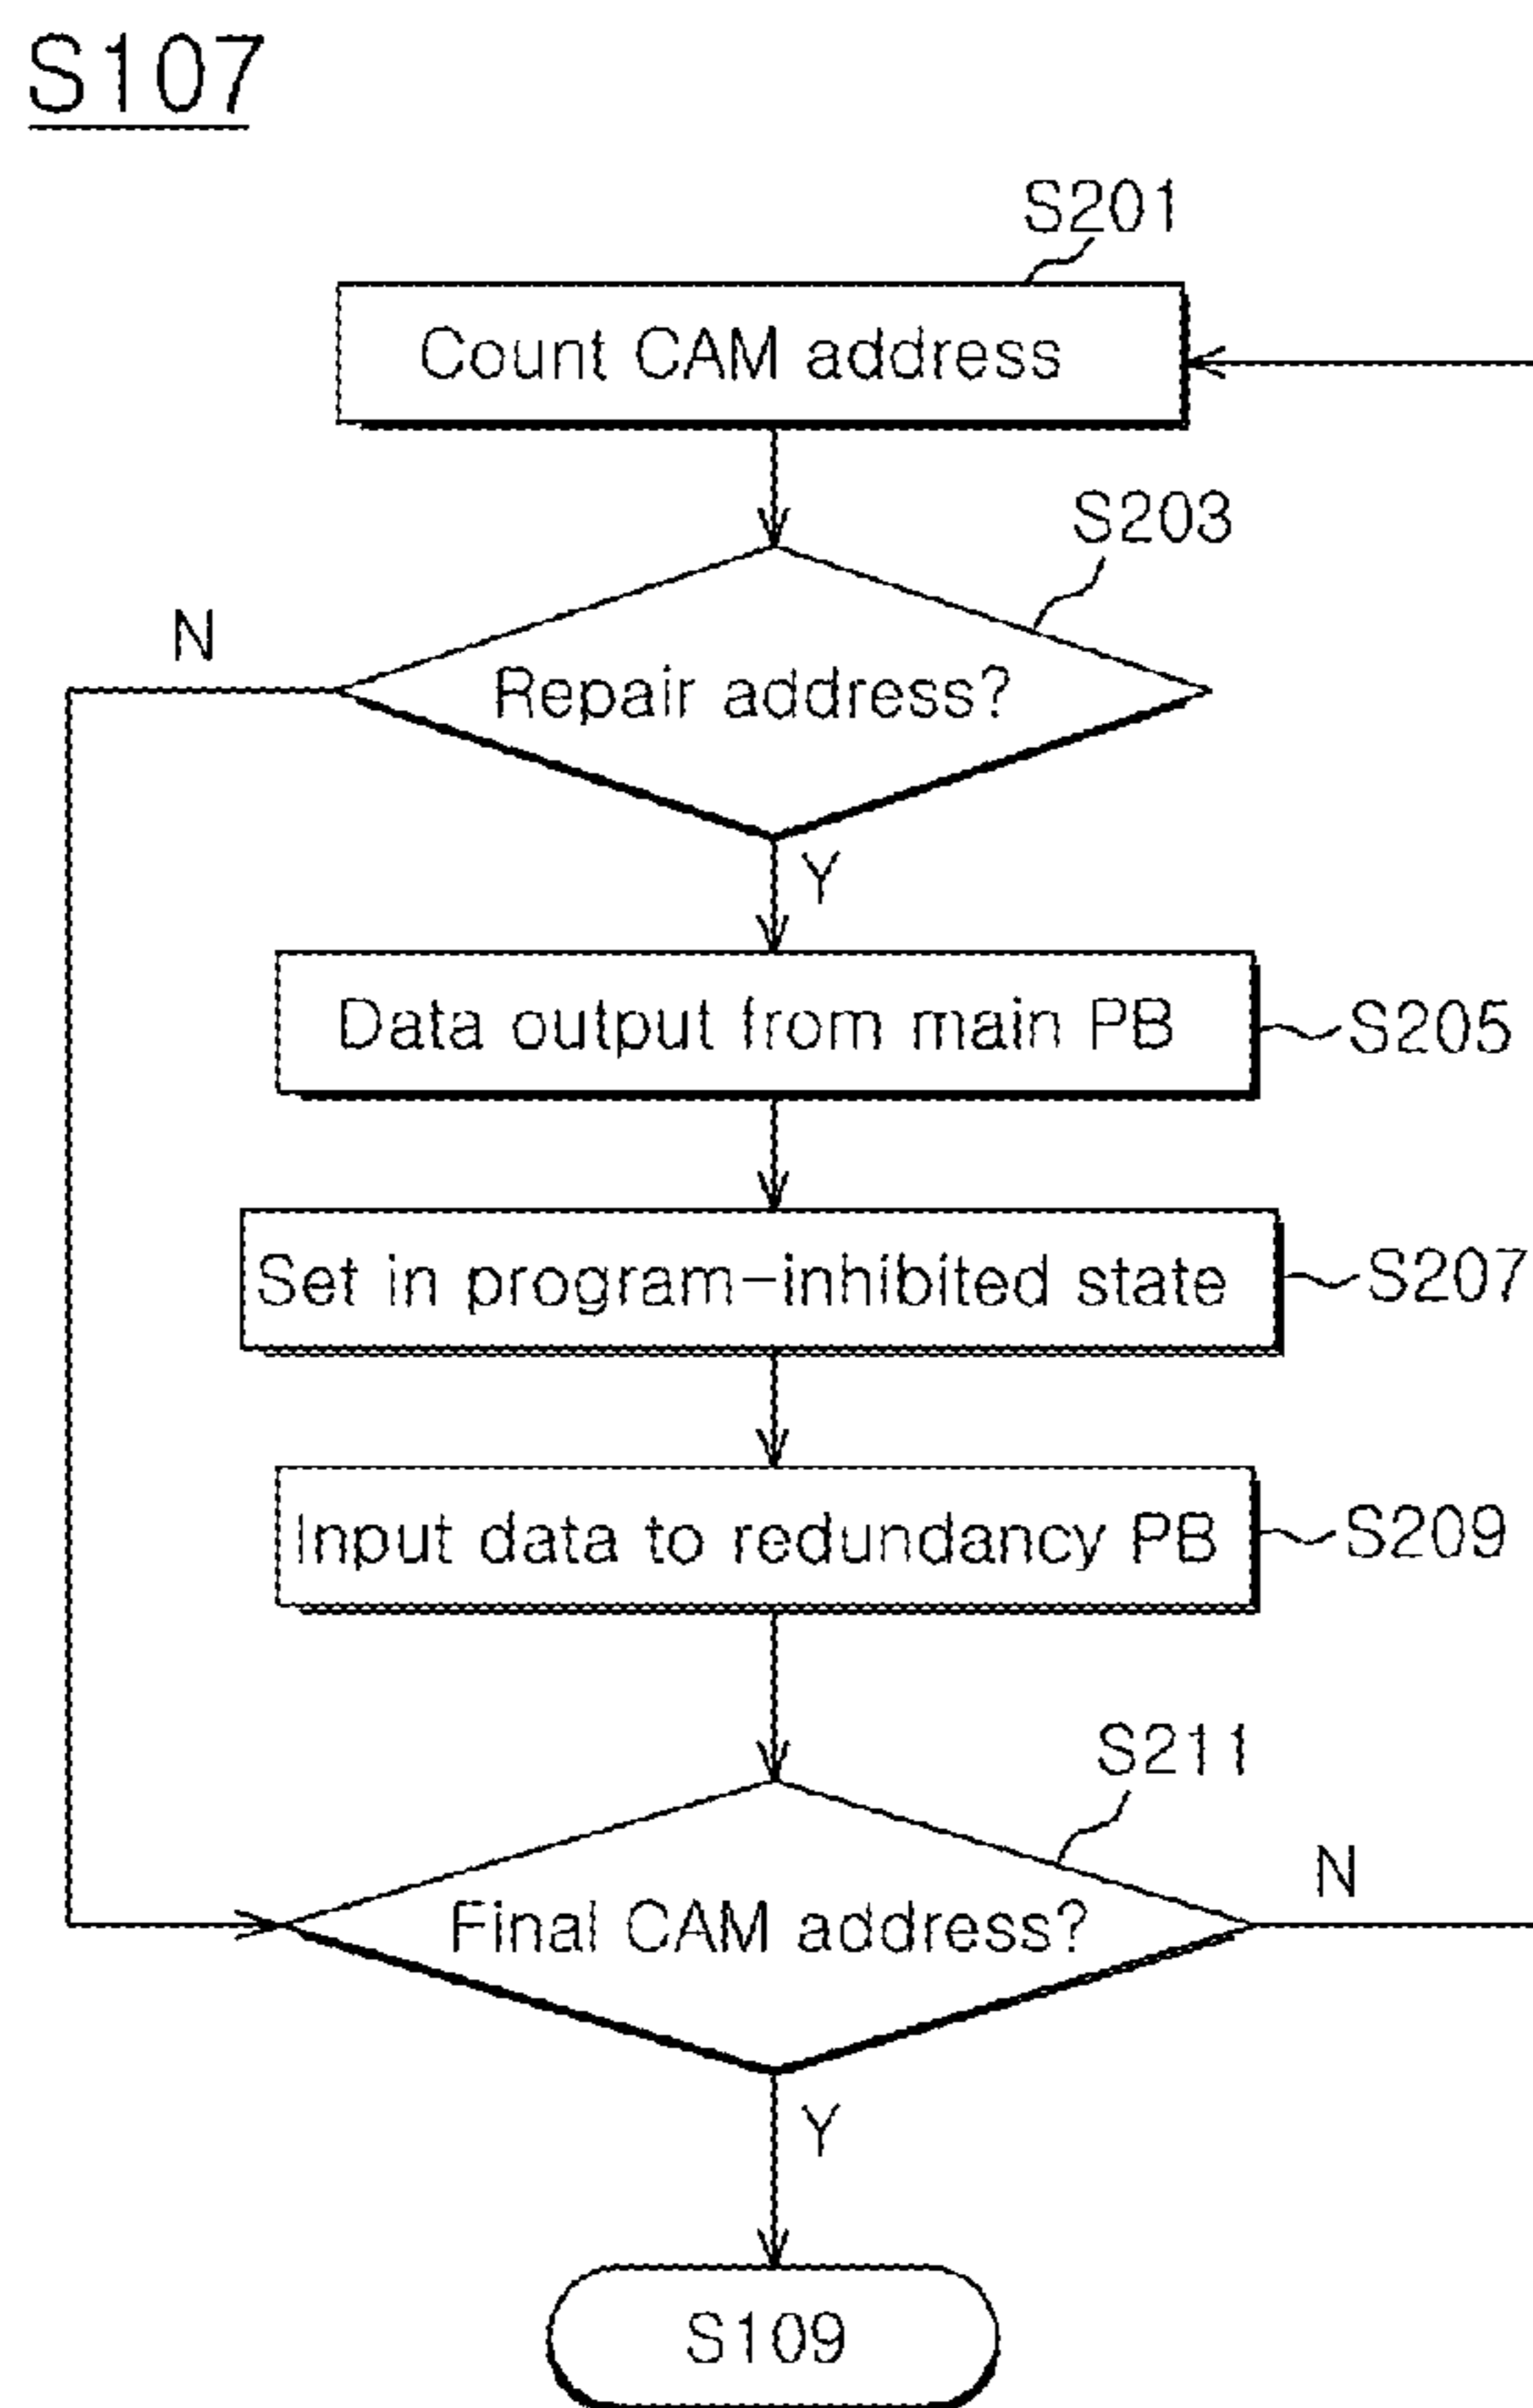 S107
S201
Count CAM address
S203
N
Repair address?
Y
Data output from main PB
S205
Set in program-inhibited state
S207
Input data to redundancy PB
S209
S211
N
Final CAM address?
Y
S109